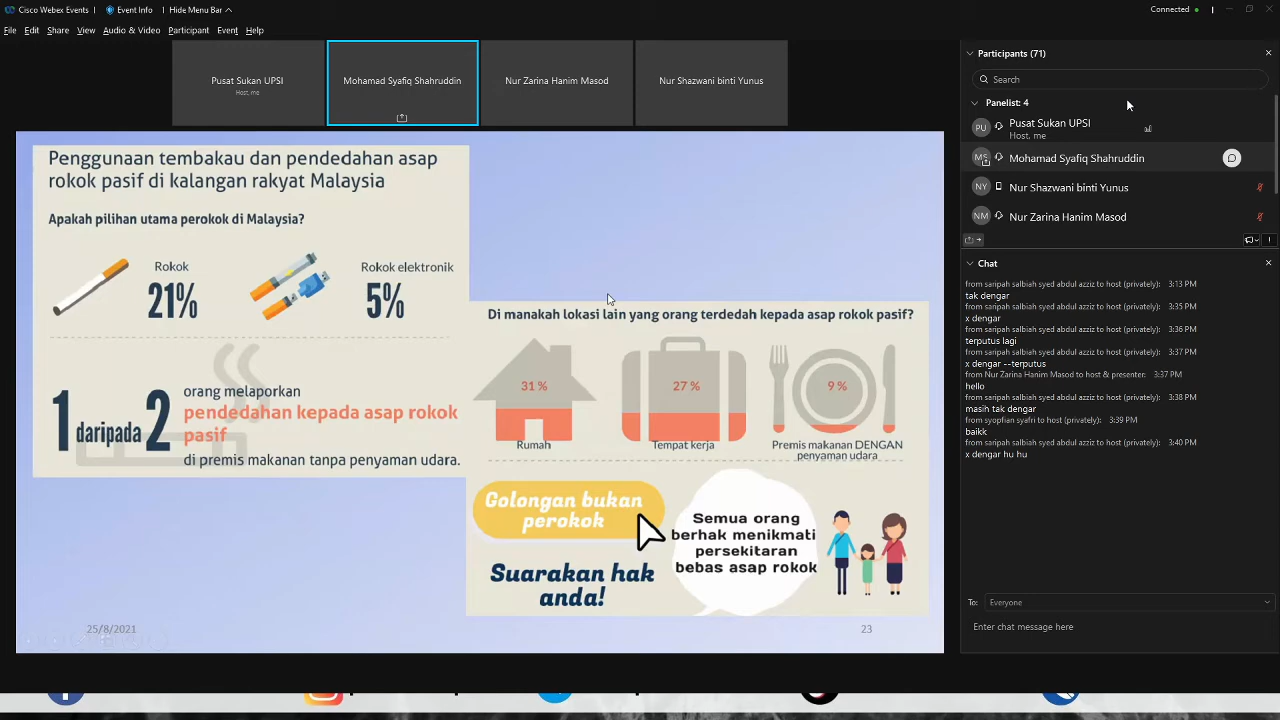 Cisco Webex Events
Event Info
Hide Menu Bar
Connected
File Edit Share View Audio & Video Participant Event Help
Pusat Sukan UPSI
Host, me
Mohamad Syafiq Shahruddin
Nur Zarina Hanim Masod
Nur Shazwani binti Yunus
Penggunaan tembakau dan pendedahan asap
rokok pasif di kalangan rakyat Malaysia
Apakah pilihan utama perokok di Malaysia?
Rokok
21%
Rokok elektronik
5%
1 daripada 2
orang melaporkan
pendedahan kepada asap rokok
pasif
di premis makanan tanpa penyaman udara.
Di manakah lokasi lain yang orang terdedah kepada asap rokok pasif?
31 %
27 %
9 %
Rumah
Tempat kerja
Premis makanan DENGAN
penyaman udara
Golongan bukan
perokok
Suarakan hak
anda!
Semua orang
berhak menikmati
persekitaran
bebas asap rokok
25/8/2021
23
Participants (71)
Search
Panelist: 4
PU
Pusat Sukan UPSI
Host, me
MS
Mohamad Syafiq Shahruddin
NY
Nur Shazwani binti Yunus
NM
Nur Zarina Hanim Masod
Chat
from saripah salbiah syed abdul azziz to host (privately): 3:13 PM
tak dengar
from saripah salbiah syed abdul azziz to host (privately): 3:35 PM
x dengar
from saripah salbiah syed abdul azziz to host (privately): 3:36 PM
terputus lagi
from saripah salbiah syed abdul azziz to host (privately): 3:37 PM
x dengar --terputus
from Nur Zarina Hanim Masod to host & presenter: 3:37 PM
hello
from saripah salbiah syed abdul azziz to host (privately): 3:38 PM
masih tak dengar
from syopfian syafri to host (privately): 3:39 PM
baikk
from saripah salbiah syed abdul azziz to host (privately): 3:40 PM
x dengar hu hu
To: Everyone
Enter chat message here